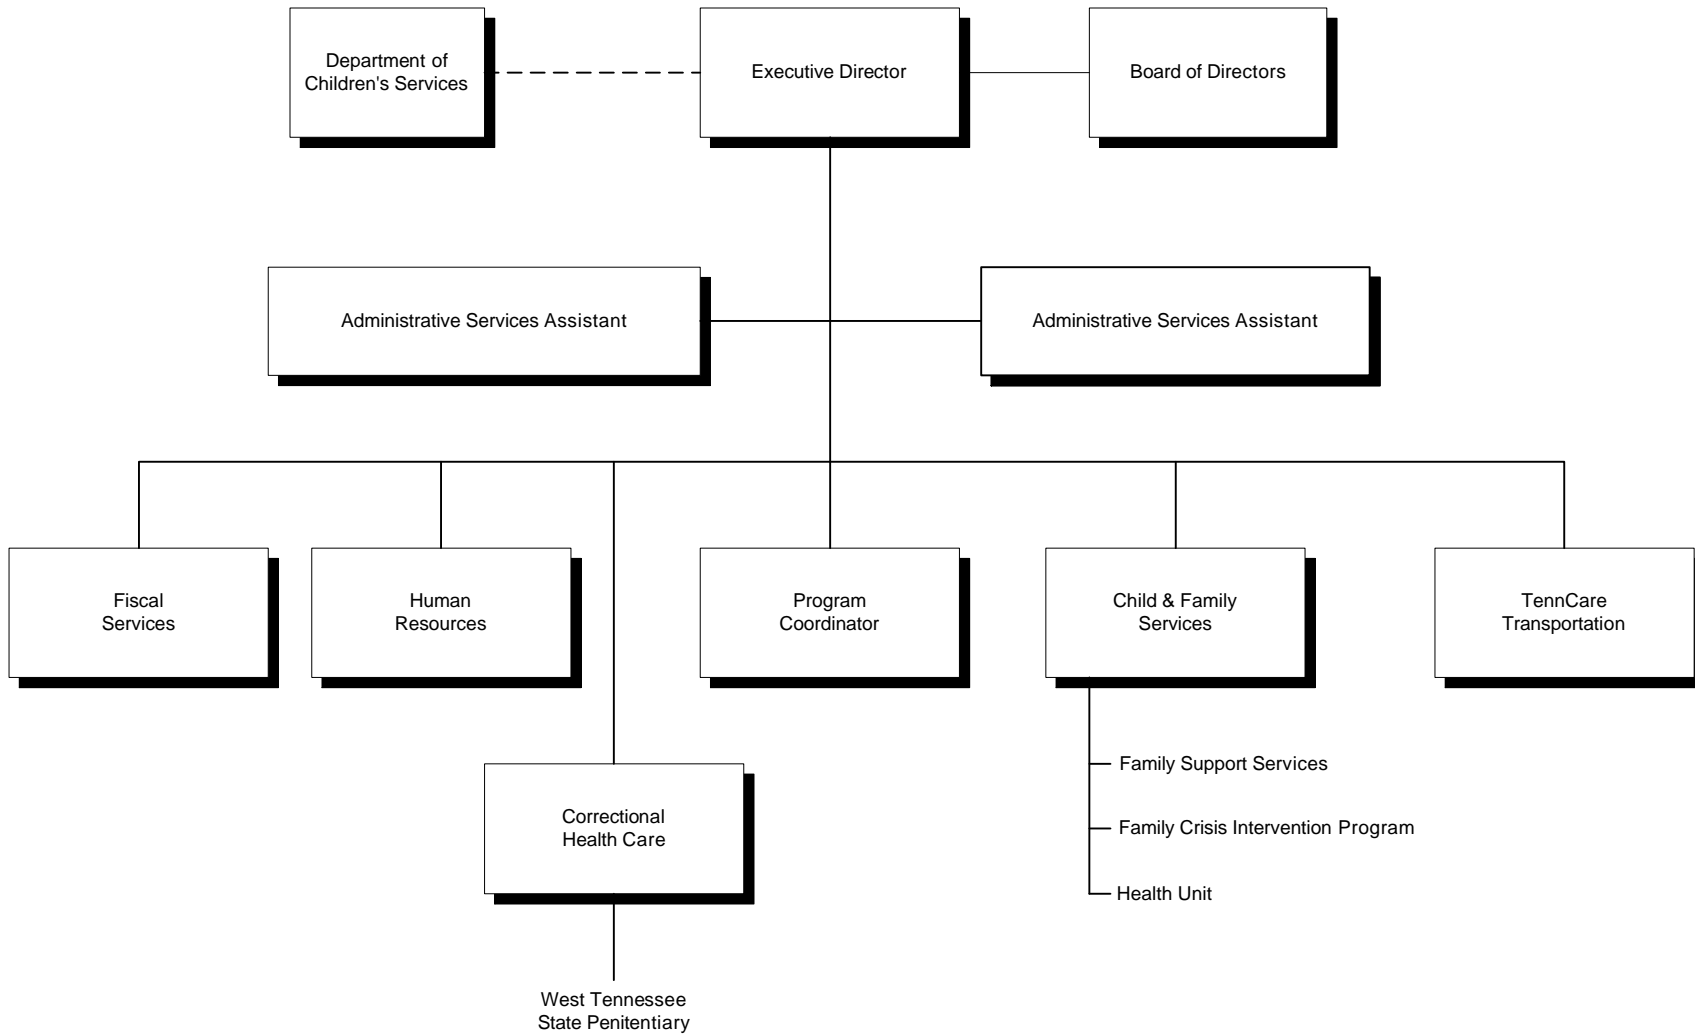 Department of
Children's Services
Executive Director
Board of Directors
Administrative Services Assistant
Administrative Services Assistant
Fiscal
Services
Human
Resources
Program
Coordinator
Child & Family
Services
TennCare
Transportation
Family Support Services
Correctional
Health Care
Family Crisis Intervention Program
Health Unit
West Tennessee
State Penitentiary